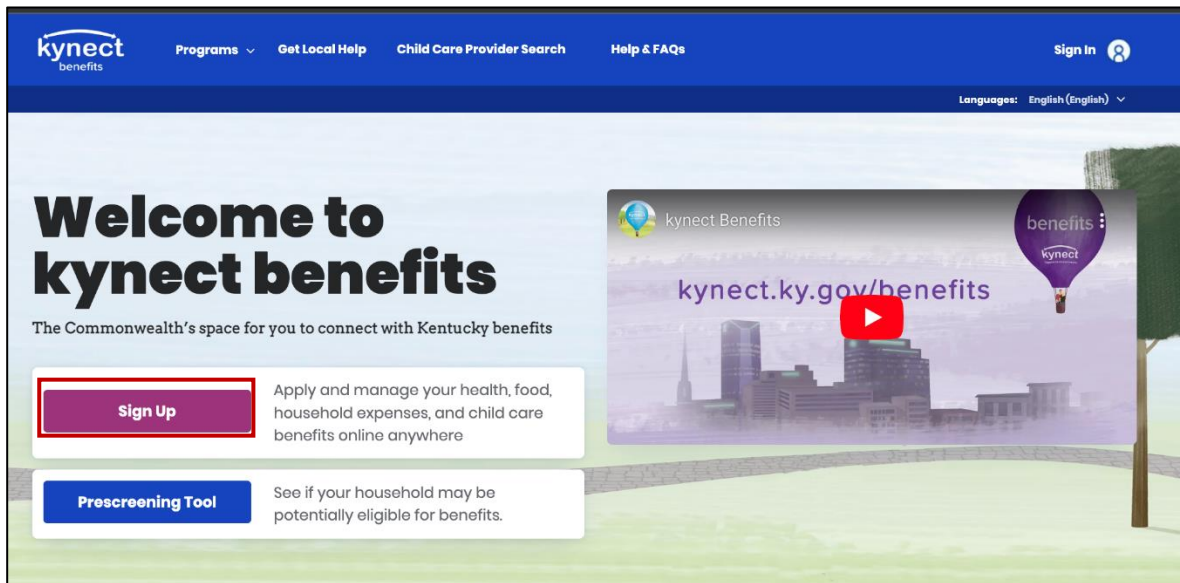 kynect
benefits
Programs
Get Local Help
Child Care Provider Search
Help & FAQs
Sign In
Languages: English (English)
Welcome to
kynect benefits
The Commonwealth's space for you to connect with Kentucky benefits
Sign Up
Apply and manage your health, food,
household expenses, and child care
benefits online anywhere
Prescreening Tool
See if your household may be
potentially eligible for benefits.
kynect Benefits
benefits
kynect
kynect.ky.gov/benefits